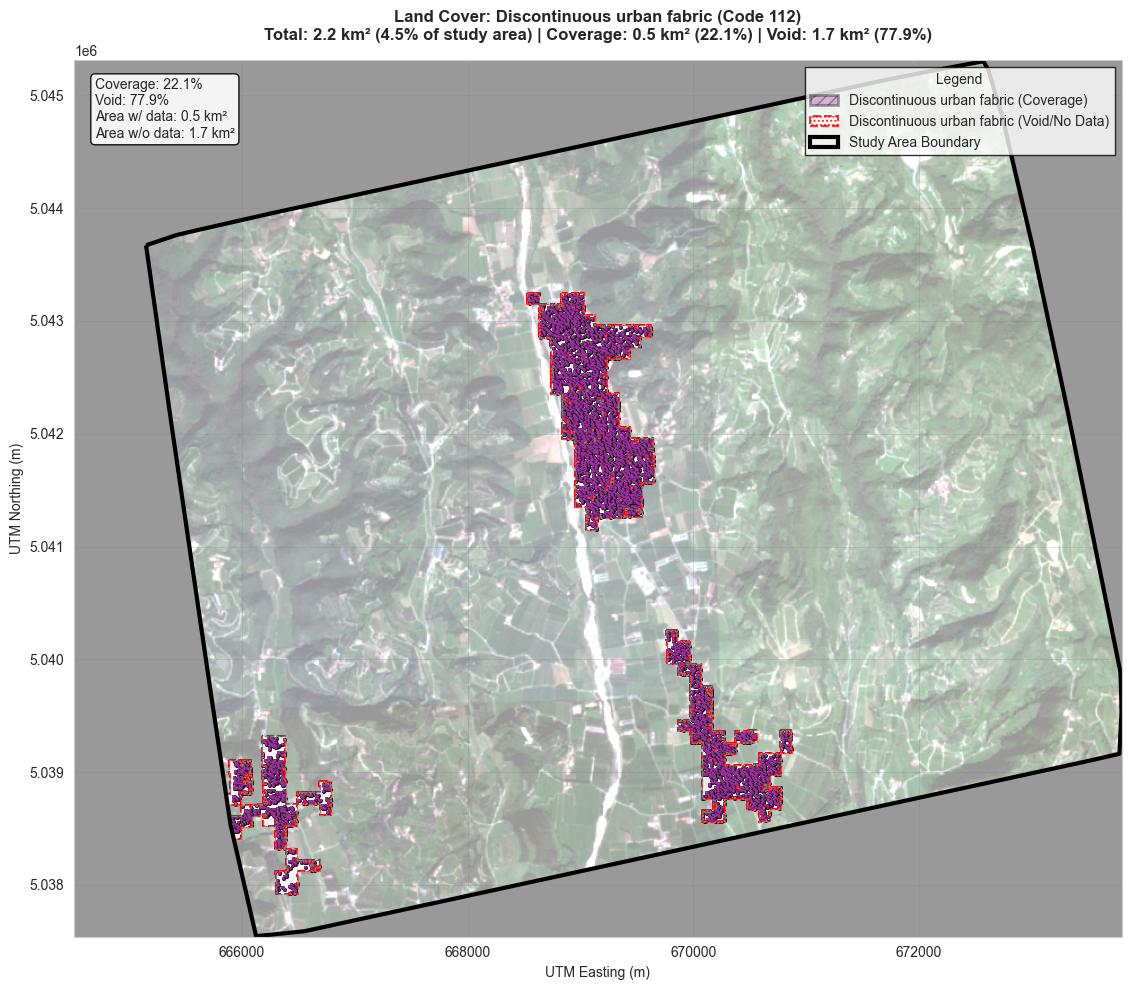 Land Cover: Discontinuous urban fabric (Code 112)
Total: 2.2 km² (4.5% of study area) | Coverage: 0.5 km² (22.1%) | Void: 1.7 km² (77.9%)
1e6
Coverage: 22.1%
Void: 77.9%
Area w/ data: 0.5 km²
Area w/o data: 1.7 km²
Legend
Discontinuous urban fabric (Coverage)
Discontinuous urban fabric (Void/No Data)
Study Area Boundary
5.045
5.044
5.043
5.042
5.041
5.040
5.039
5.038
UTM Northing (m)
666000 668000 670000 672000
UTM Easting (m)